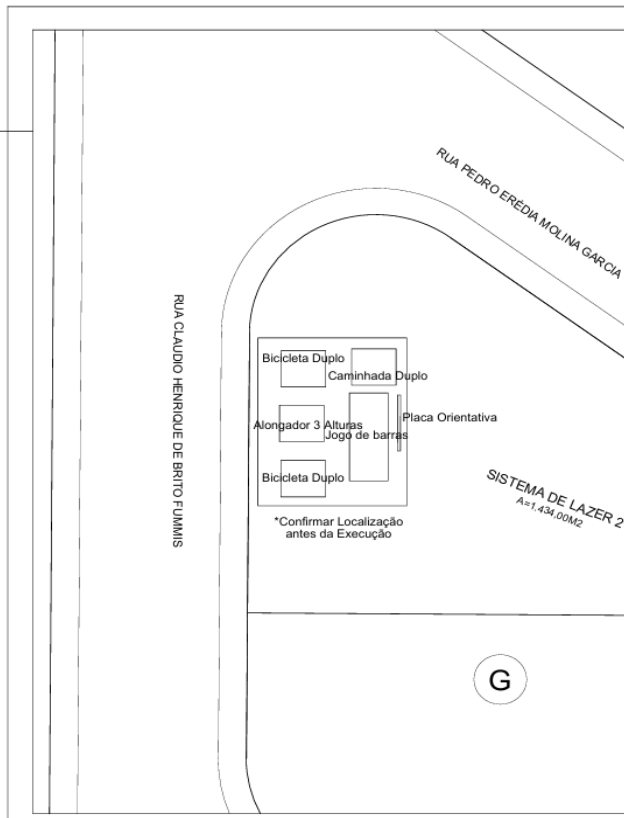 RUA PEDRO ERÉDIA MOLINA GARCIA
RUA CLAUDIO HENRIQUE DE BRITO FUMMIS
Bicicleta Duplo
Caminhada Duplo
Alongador 3 Alturas
Jogo de barras
Placa Orientativa
Bicicleta Duplo
*Confirmar Localização
antes da Execução
SISTEMA DE LAZER 2
A=1.434.00M2
G